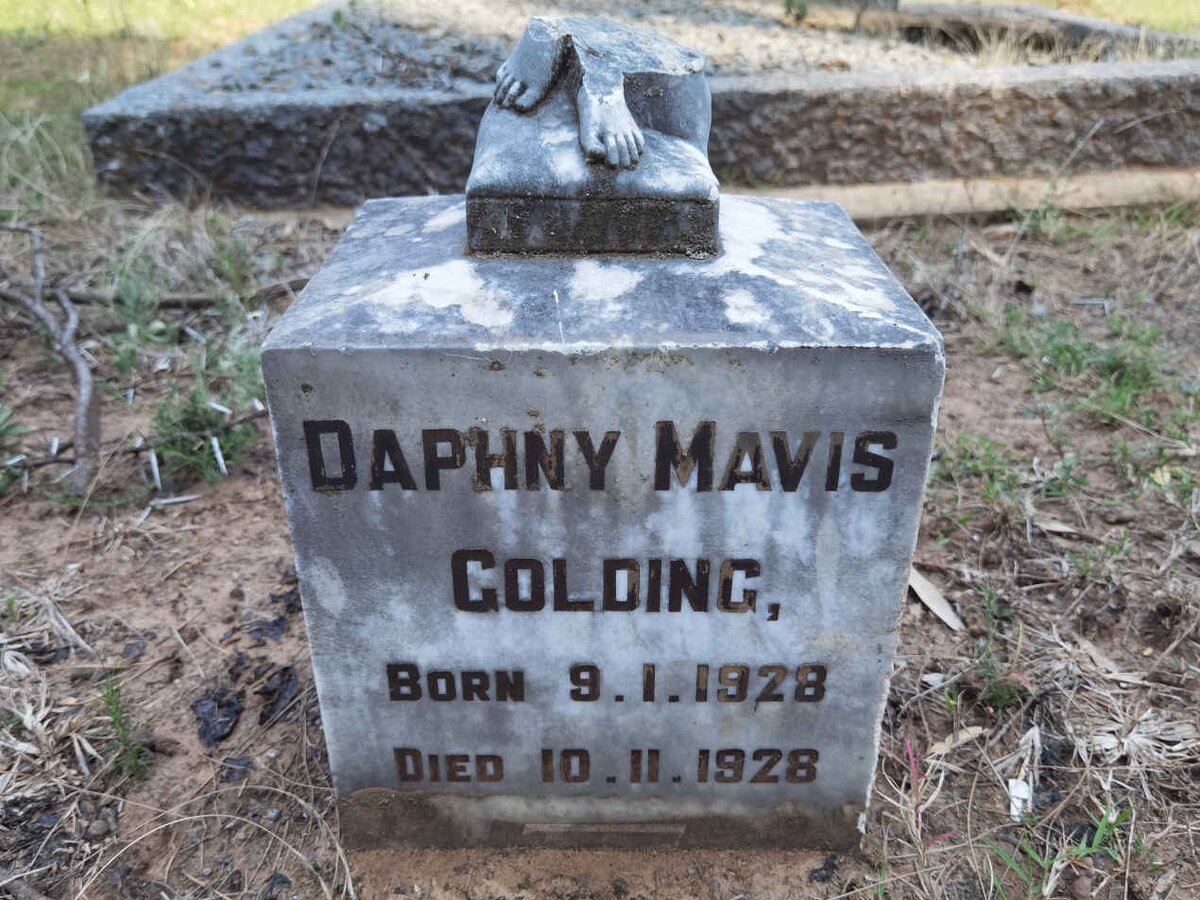 DAPHNY MAVIS
GOLDING,
BORN 9.1.1928
DIED 10.11.1928